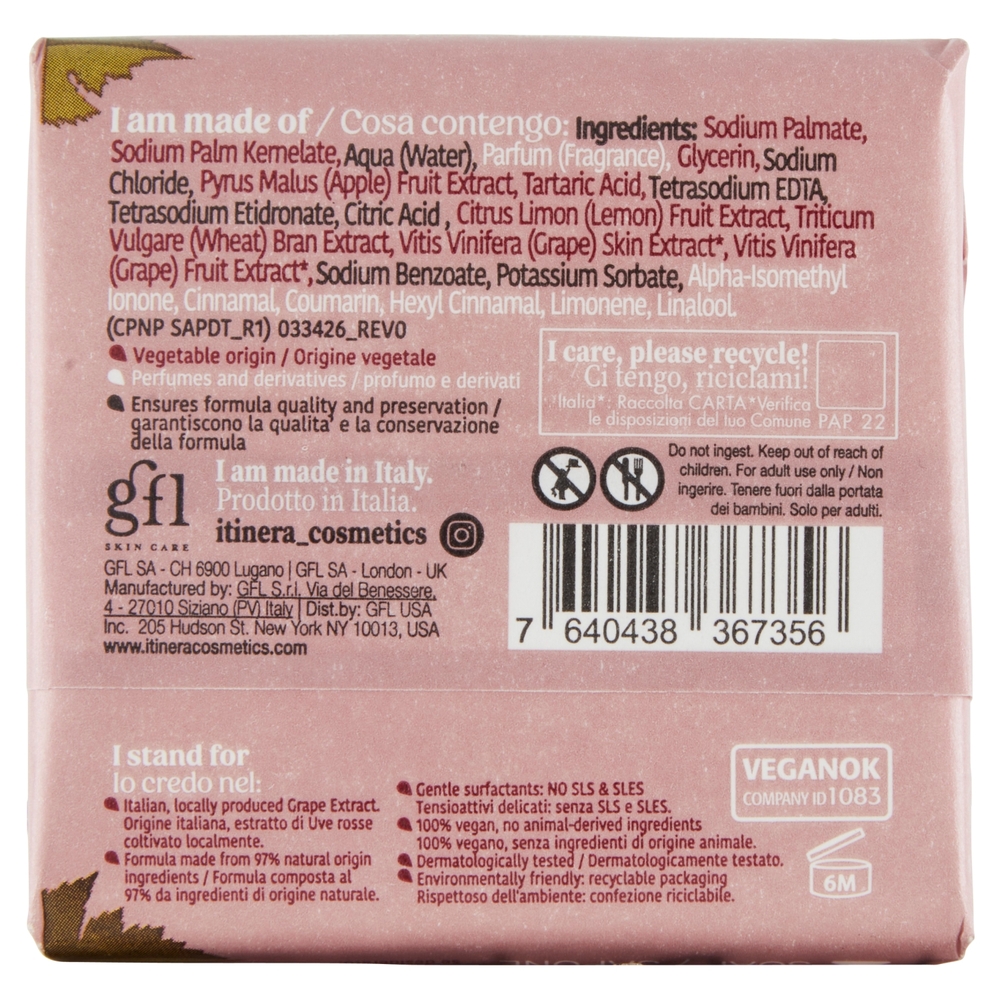 I am made of / Cosa contengo: Ingredients: Sodium Palmate,
Sodium Palm Kernelate, Aqua (Water), Parfum (Fragrance), Glycerin, Sodium
Chloride, Pyrus Malus (Apple) Fruit Extract, Tartaric Acid, Tetrasodium EDTA,
Tetrasodium Etidronate, Citric Acid , Citrus Limon (Lemon) Fruit Extract, Triticum
Vulgare (Wheat) Bran Extract, Vitis Vinifera (Grape) Skin Extract*, Vitis Vinifera
(Grape) Fruit Extract*, Sodium Benzoate, Potassium Sorbate, Alpha-Isomethyl
Ionone, Cinnamal, Coumarin, Hexyl Cinnamal, Limonene, Linalool.
(CPNP SAPDT_R1) 033426_REV0
Vegetable origin / Origine vegetale
Perfumes and derivatives / profumo e derivati
Ensures formula quality and preservation /
garantiscono la qualita' e la conservazione
della formula
I care, please recycle!
Ci tengo, riciclami!
"Italia*: Raccolta CARTA*Verifica
le disposizioni del tuo Comune PAP 22
gfl
SKIN CARE
I am made in Italy.
Prodotto in Italia.
itinera_cosmetics
Do not ingest. Keep out of reach of
children. For adult use only / Non
ingerire. Tenere fuori dalla portata
dei bambini. Solo per adulti.
GFL SA - CH 6900 Lugano | GFL SA - London - UK
Manufactured by: GFL S.r.l. Via del Benessere,
4 - 27010 Siziano (PV) Italy | Dist.by: GFL USA
Inc. 205 Hudson St. New York NY 10013, USA
www.itineracosmetics.com
7 640438 367356
I stand for
Io credo nel:
Italian, locally produced Grape Extract.
Origine italiana, estratto di Uve rosse
coltivato localmente.
Formula made from 97% natural origin
ingredients / Formula composta al
97% da ingredienti di origine naturale.
Gentle surfactants: NO SLS & SLES
Tensioattivi delicati: senza SLS e SLES.
100% vegan, no animal-derived ingredients
100% vegano, senza ingredienti di origine animale.
Dermatologically tested / Dermatologicamente testato.
Environmentally friendly: recyclable packaging
Rispettoso dell'ambiente: confezione riciclabile.
VEGANOK
COMPANY ID1083
6M